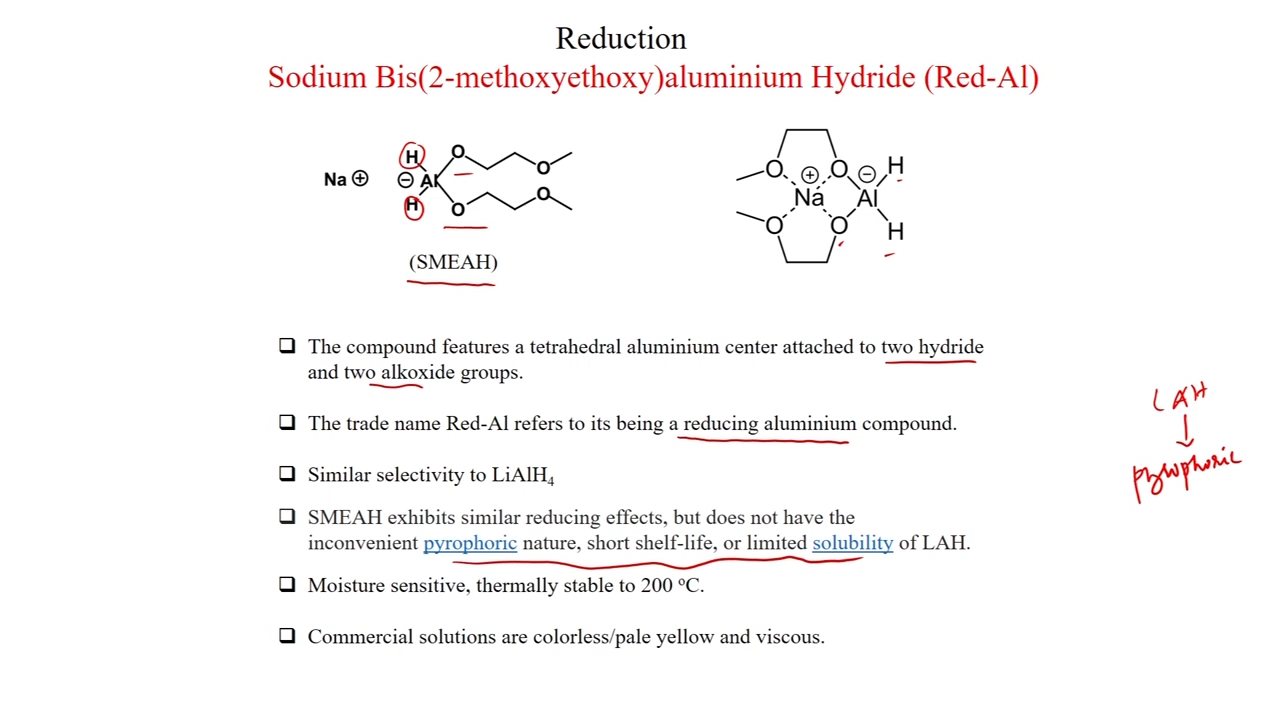 Reduction
Sodium Bis(2-methoxyethoxy)aluminium Hydride (Red-Al)
Na ⊕ H ⊖ Al H O O O O
(SMEAH)
O O ⊕ Na ⊖ Al H H O O
❑ The compound features a tetrahedral aluminium center attached to two hydride
and two alkoxide groups.
❑ The trade name Red-Al refers to its being a reducing aluminium compound.
❑ Similar selectivity to LiAlH₄
❑ SMEAH exhibits similar reducing effects, but does not have the
inconvenient pyrophoric nature, short shelf-life, or limited solubility of LAH.
❑ Moisture sensitive, thermally stable to 200 ºC.
❑ Commercial solutions are colorless/pale yellow and viscous.
LAH
↓
pyrophoric